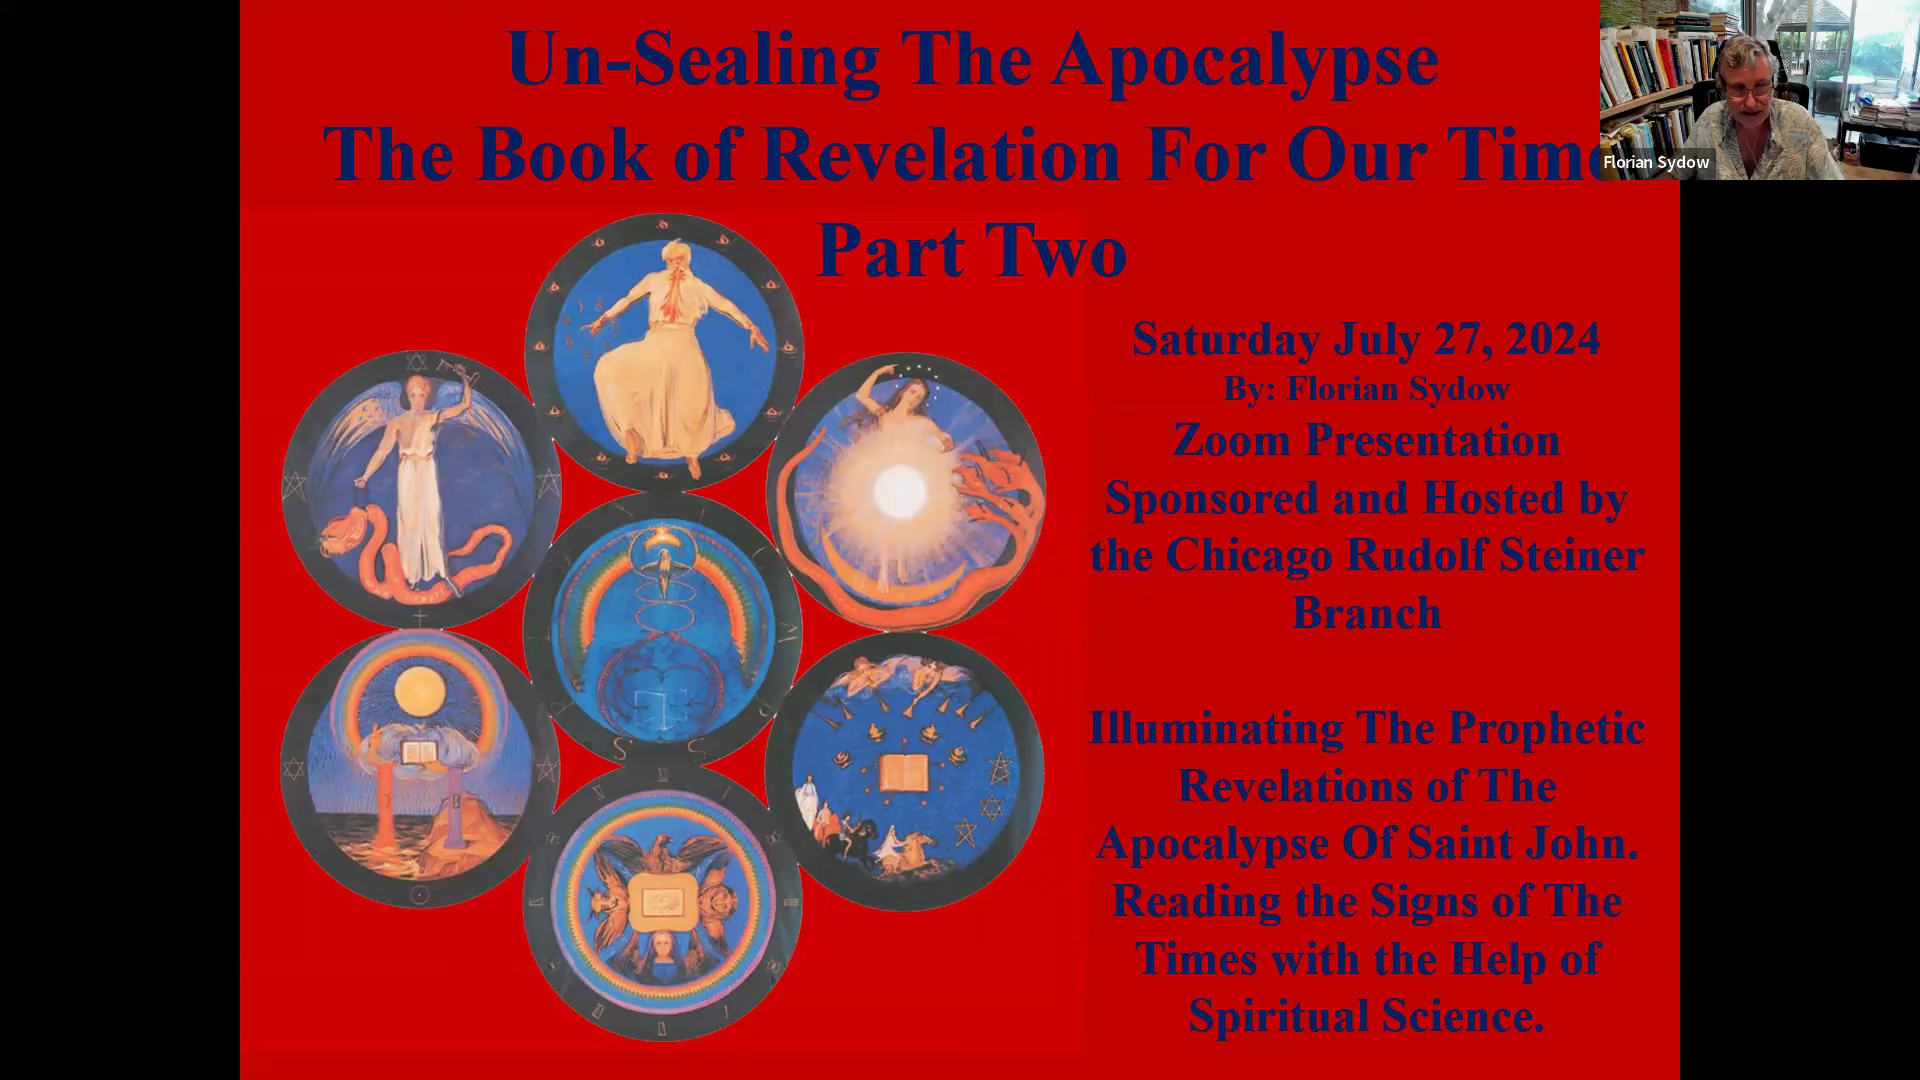 Un-Sealing The Apocalypse
The Book of Revelation For Our Time
Part Two
Florian Sydow
Saturday July 27, 2024
By: Florian Sydow
Zoom Presentation
Sponsored and Hosted by
the Chicago Rudolf Steiner
Branch
Illuminating The Prophetic
Revelations of The
Apocalypse Of Saint John.
Reading the Signs of The
Times with the Help of
Spiritual Science.